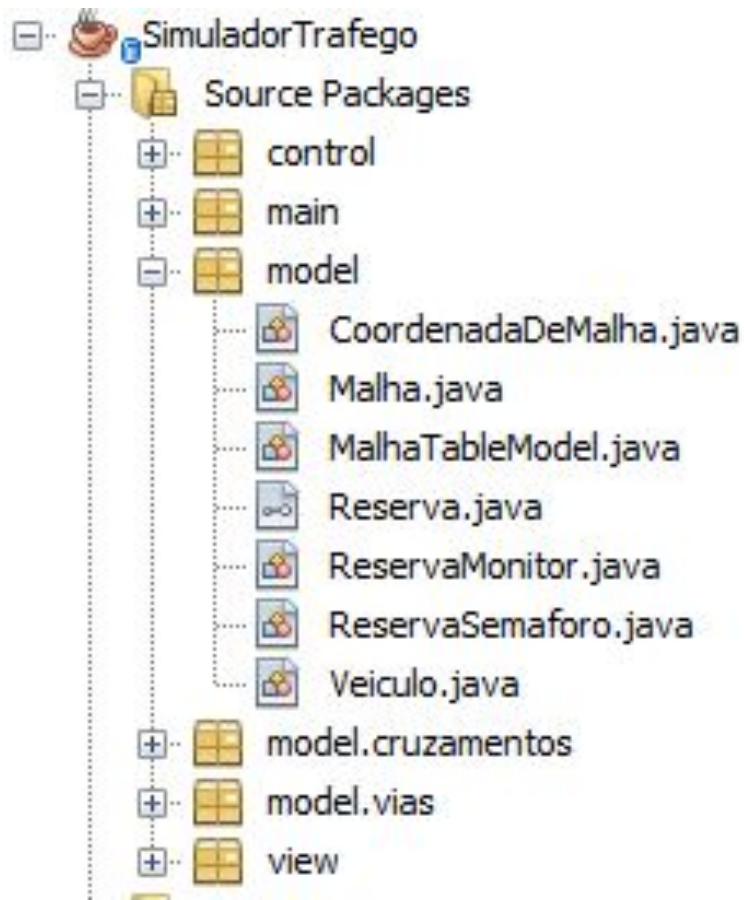 SimuladorTrafego
Source Packages
control
main
model
CoordenadaDeMalha.java
Malha.java
MalhaTableModel.java
Reserva.java
ReservaMonitor.java
ReservaSemaforo.java
Veiculo.java
model.cruzamentos
model.vias
view